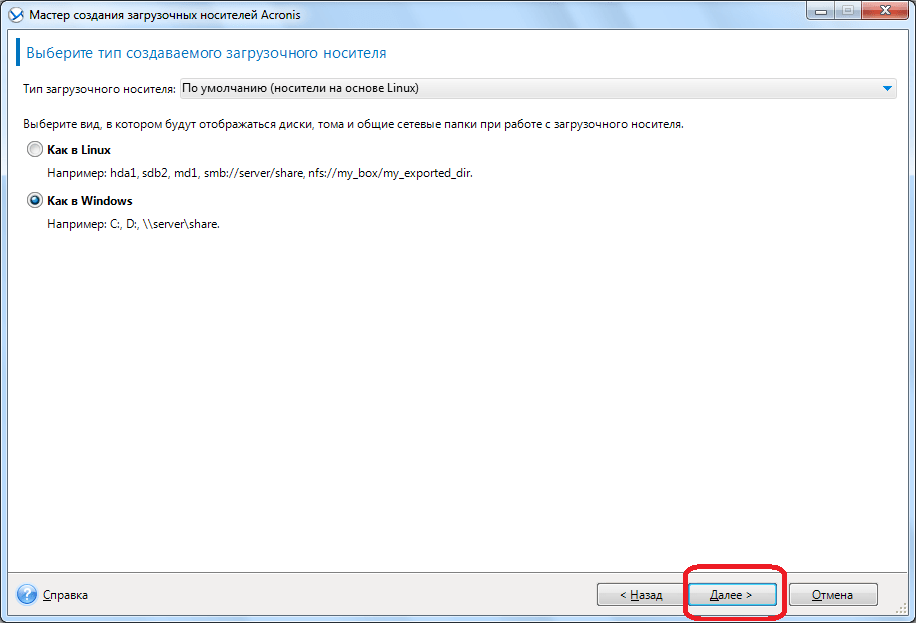 Мастер создания загрузочных носителей Acronis
Выберите тип создаваемого загрузочного носителя
Тип загрузочного носителя: По умолчанию (носители на основе Linux)
Выберите вид, в котором будут отображаться диски, тома и общие сетевые папки при работе с загрузочного носителя.
Как в Linux
Например: hda1, sdb2, md1, smb://server/share, nfs://my_box/my_exported_dir.
Как в Windows
Например: C:, D:, \\server\share.
? Справка < Назад Далее > Отмена